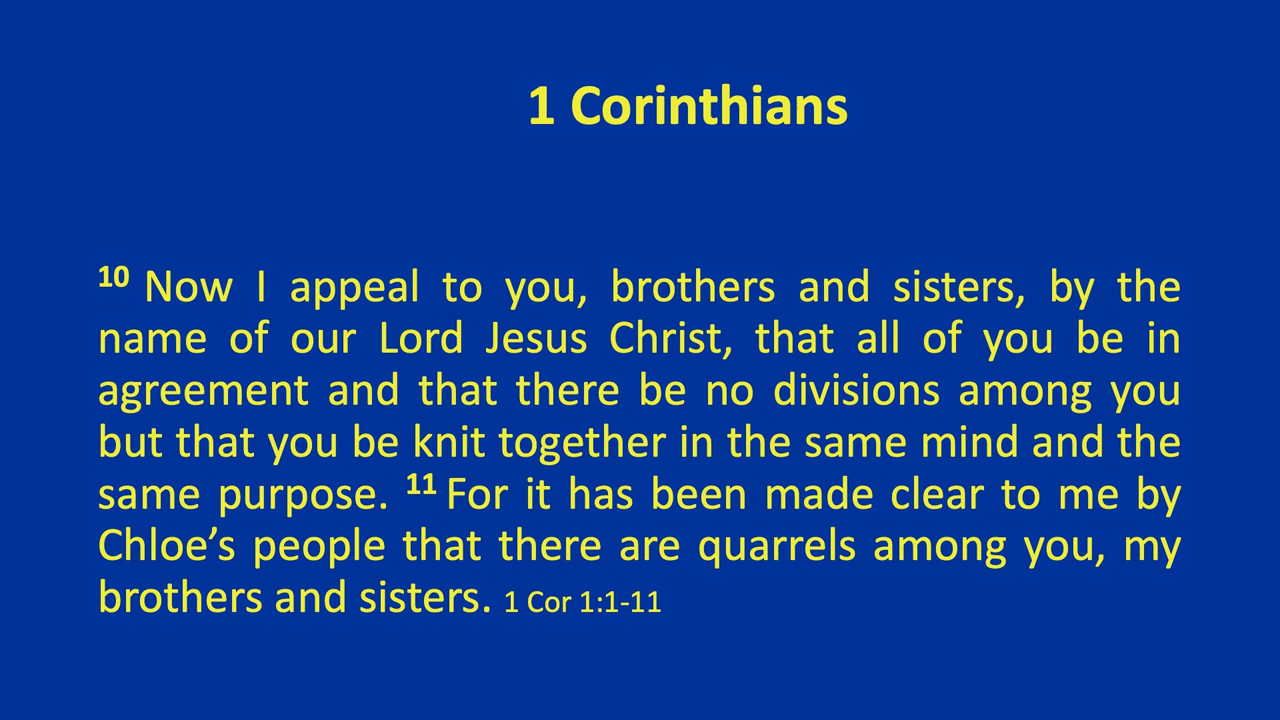 1 Corinthians
10 Now I appeal to you, brothers and sisters, by the
name of our Lord Jesus Christ, that all of you be in
agreement and that there be no divisions among you
but that you be knit together in the same mind and the
same purpose. 11 For it has been made clear to me by
Chloe’s people that there are quarrels among you, my
brothers and sisters. 1 Cor 1:1-11